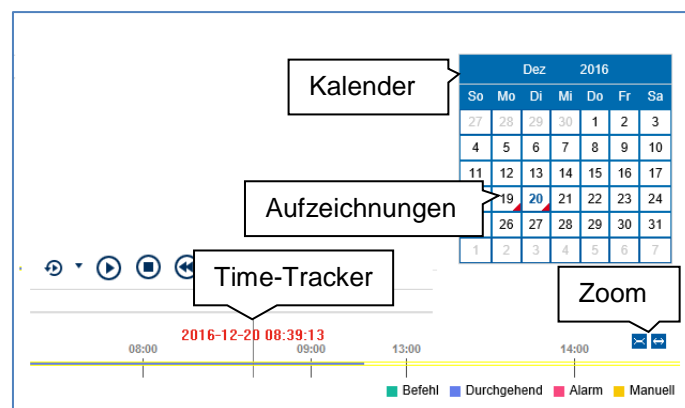 Kalender
Dez 2016
So Mo Di Mi Do Fr Sa
27 28 29 30 1 2 3
4 5 6 7 8 9 10
11 12 13 14 15 16 17
19 20 21 22 23 24
26 27 28 29 30 31
1 2 3 4 5 6 7
Aufzeichnungen
Time-Tracker
Zoom
2016-12-20 08:39:13
08:00 09:00 13:00 14:00
Befehl Durchgehend Alarm Manuell